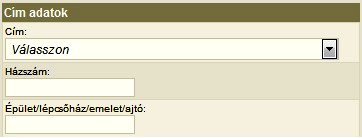 Cím adatok
Cím:
Válasszon
Házszám:
Épület/lépcsőház/emelet/ajtó: